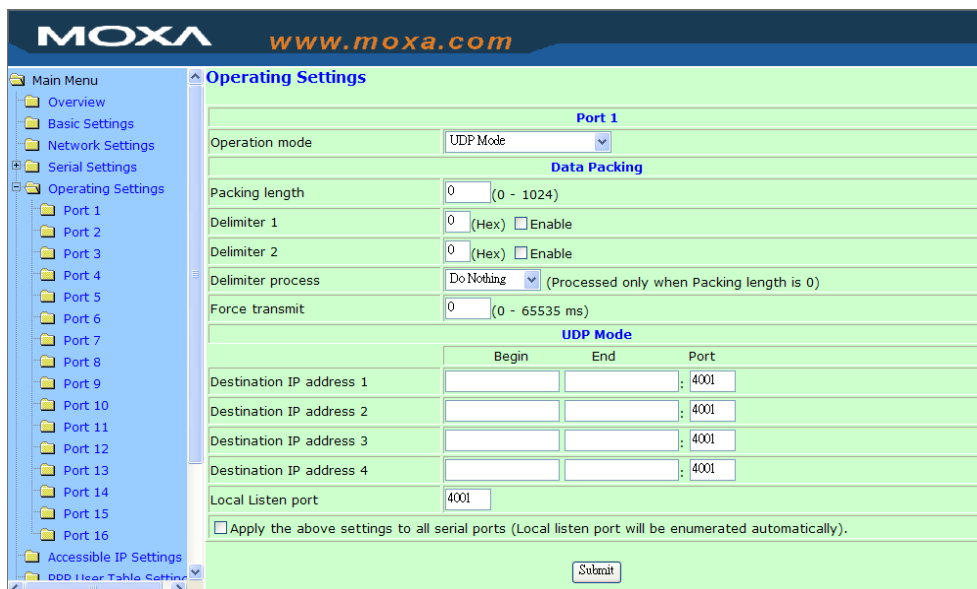 MOXA www.moxa.com
Main Menu
Overview
Basic Settings
Network Settings
Serial Settings
Operating Settings
Port 1
Port 2
Port 3
Port 4
Port 5
Port 6
Port 7
Port 8
Port 9
Port 10
Port 11
Port 12
Port 13
Port 14
Port 15
Port 16
Accessible IP Settings
PPP User Table Setting
Operating Settings
Port 1
Operation mode UDP Mode
Data Packing
Packing length 0 (0 - 1024)
Delimiter 1 0 (Hex) Enable
Delimiter 2 0 (Hex) Enable
Delimiter process Do Nothing (Processed only when Packing length is 0)
Force transmit 0 (0 - 65535 ms)
UDP Mode
Begin End Port
Destination IP address 1 : 4001
Destination IP address 2 : 4001
Destination IP address 3 : 4001
Destination IP address 4 : 4001
Local Listen port 4001
Apply the above settings to all serial ports (Local listen port will be enumerated automatically).
Submit